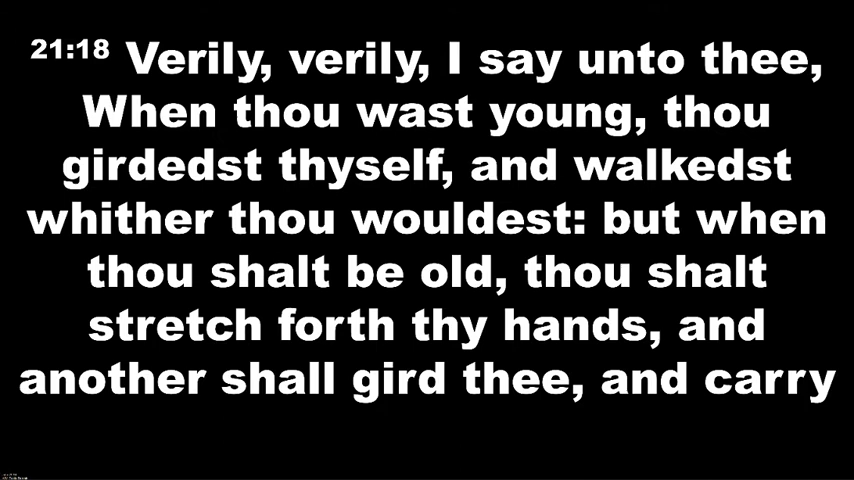 21:18 Verily, verily, I say unto thee,
When thou wast young, thou
girdedst thyself, and walkedst
whither thou wouldest: but when
thou shalt be old, thou shalt
stretch forth thy hands, and
another shall gird thee, and carry